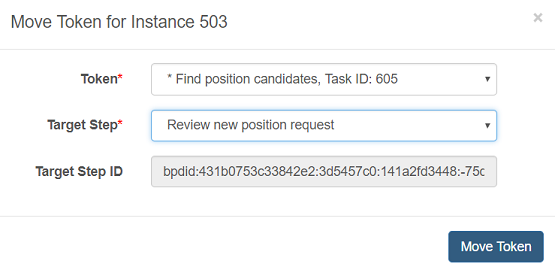 Move Token for Instance 503 ×
Token* * Find position candidates, Task ID: 605
Target Step* Review new position request
Target Step ID bpdid:431b0753c33842e2:3d5457c0:141a2fd3448:-75c
Move Token